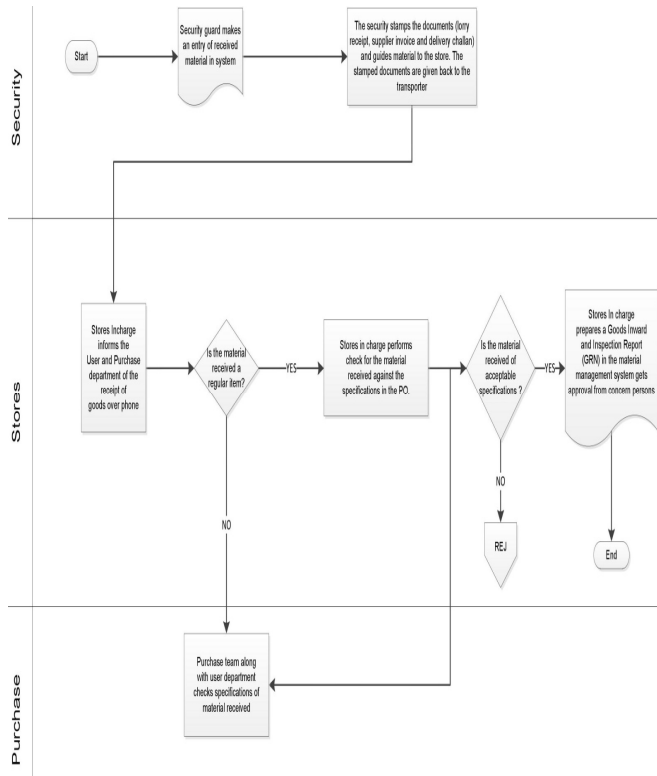 Security
Start
Security guard makes
an entry of received
material in system
The security stamps the documents (lorry
receipt, supplier invoice and delivery challan)
and guides material to the store. The
stamped documents are given back to the
transporter
Stores
Stores Incharge
informs the
User and Purchase
department of the
receipt of
goods over phone
Is the material
received a
regular item?
YES
Stores in charge performs
check for the material
received against the
specifications in the PO.
Is the
material
received of
acceptable
specifications ?
YES
Stores In charge
prepares a Goods Inward
and Inspection Report
(GRN) in the material
management system gets
approval from concern persons
NO
NO
REJ
End
Purchase
Purchase team along
with user department
checks specifications of
material received